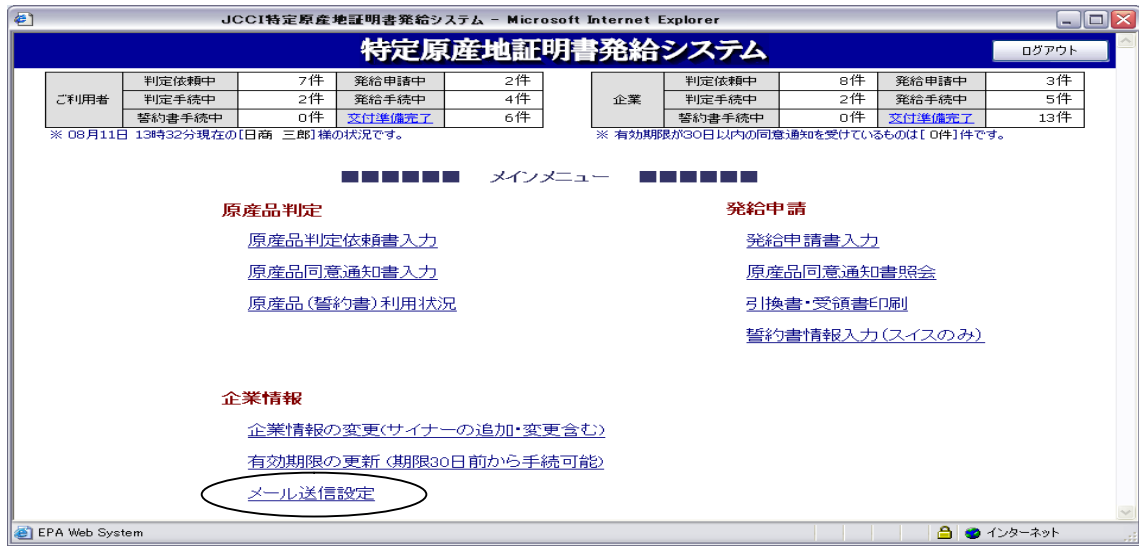 JCCI特定原産地証明書発給システム - Microsoft Internet Explorer
特定原産地証明書発給システム
ログアウト
ご利用者 判定依頼中 7件 発給申請中 2件
判定手続中 2件 発給手続中 4件
誓約書手続中 0件 交付準備完了 6件
企業 判定依頼中 8件 発給申請中 3件
判定手続中 2件 発給手続中 5件
誓約書手続中 0件 交付準備完了 13件
※ 08月11日 13時32分現在の[日商 三郎]様の状況です。
※ 有効期限が30日以内の同意通知を受けているものは[ 0件]件です。
■■■■■■ メインメニュー ■■■■■■
原産品判定
原産品判定依頼書入力
原産品同意通知書入力
原産品(誓約書)利用状況
発給申請
発給申請書入力
原産品同意通知書照会
引換書・受領書印刷
誓約書情報入力(スイスのみ)
企業情報
企業情報の変更(サイナーの追加・変更含む)
有効期限の更新 (期限30日前から手続可能)
メール送信設定
EPA Web System
インターネット